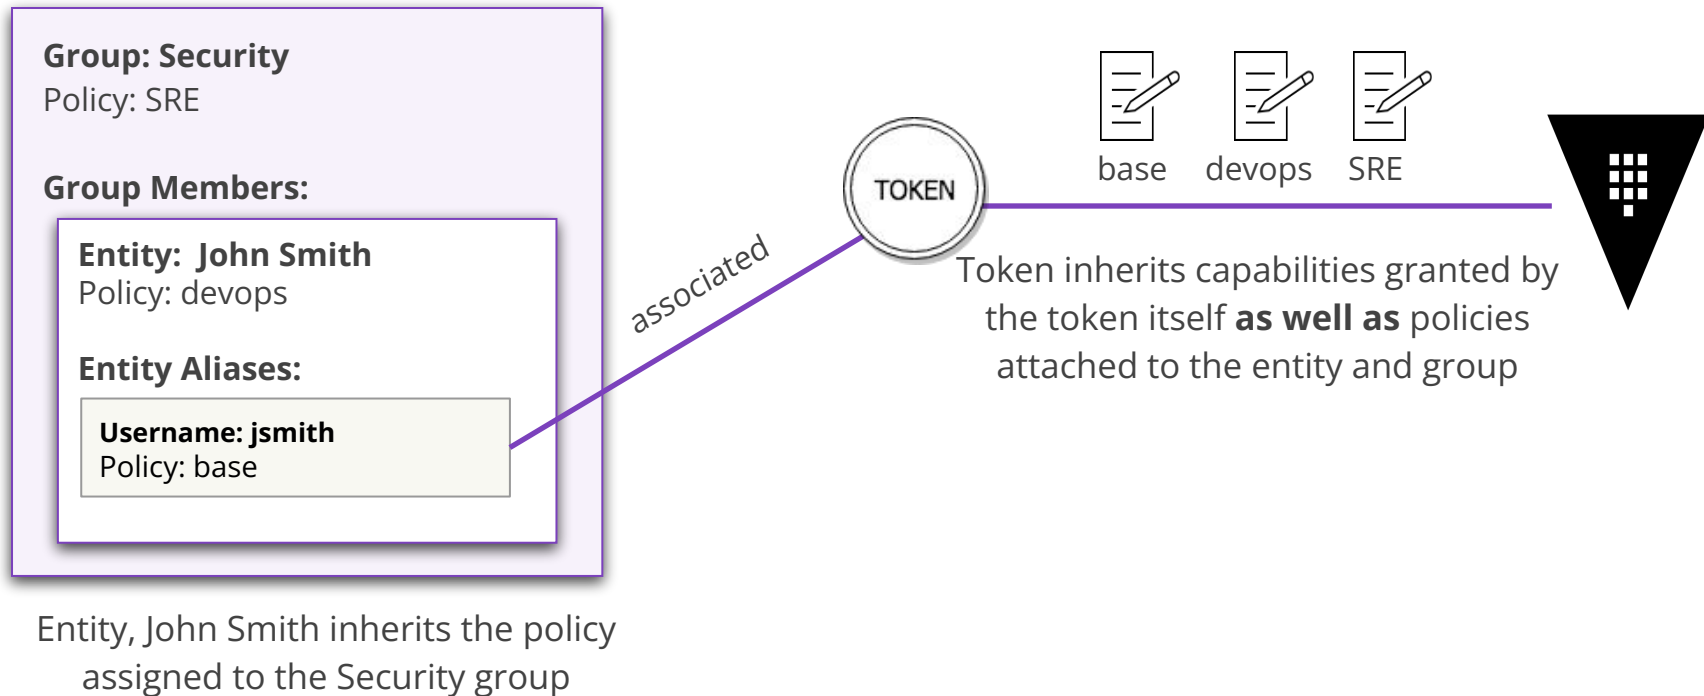 Group: Security
Policy: SRE
Group Members:
Entity: John Smith
Policy: devops
Entity Aliases:
Username: jsmith
Policy: base
Entity, John Smith inherits the policy
assigned to the Security group
associated
TOKEN
base devops SRE
Token inherits capabilities granted by
the token itself as well as policies
attached to the entity and group